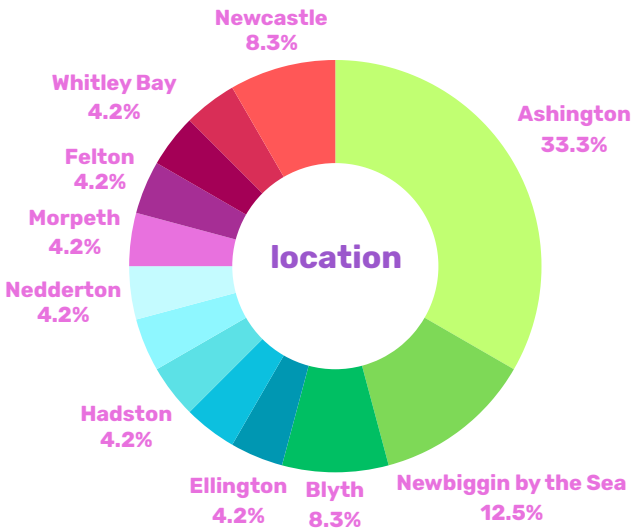 Newcastle
8.3%
Whitley Bay
4.2%
Ashington
33.3%
Felton
4.2%
Morpeth
4.2%
location
Nedderton
4.2%
Hadston
4.2%
Ellington
4.2%
Blyth
8.3%
Newbiggin by the Sea
12.5%